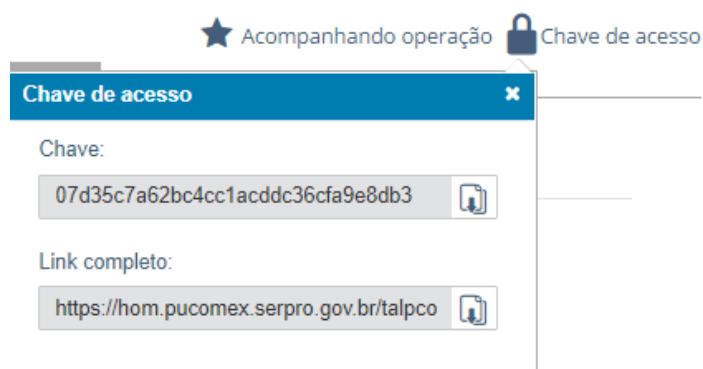 Acompanhando operação Chave de acesso
Chave de acesso
Chave:
07d35c7a62bc4cc1acddc36cfa9e8db3
Link completo:
https://hom.pucomex.serpro.gov.br/talpco